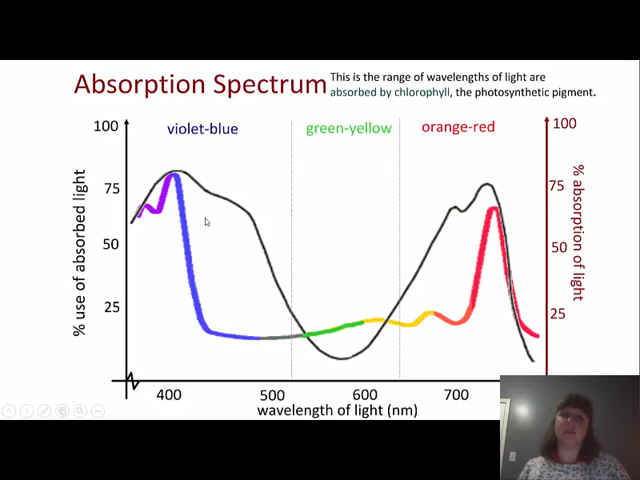 Absorption Spectrum
This is the range of wavelengths of light are
absorbed by chlorophyll, the photosynthetic pigment.
violet-blue
green-yellow
orange-red
% use of absorbed light
100
75
50
25
100
75
50
25
% absorption of light
400
500
600
700
wavelength of light (nm)